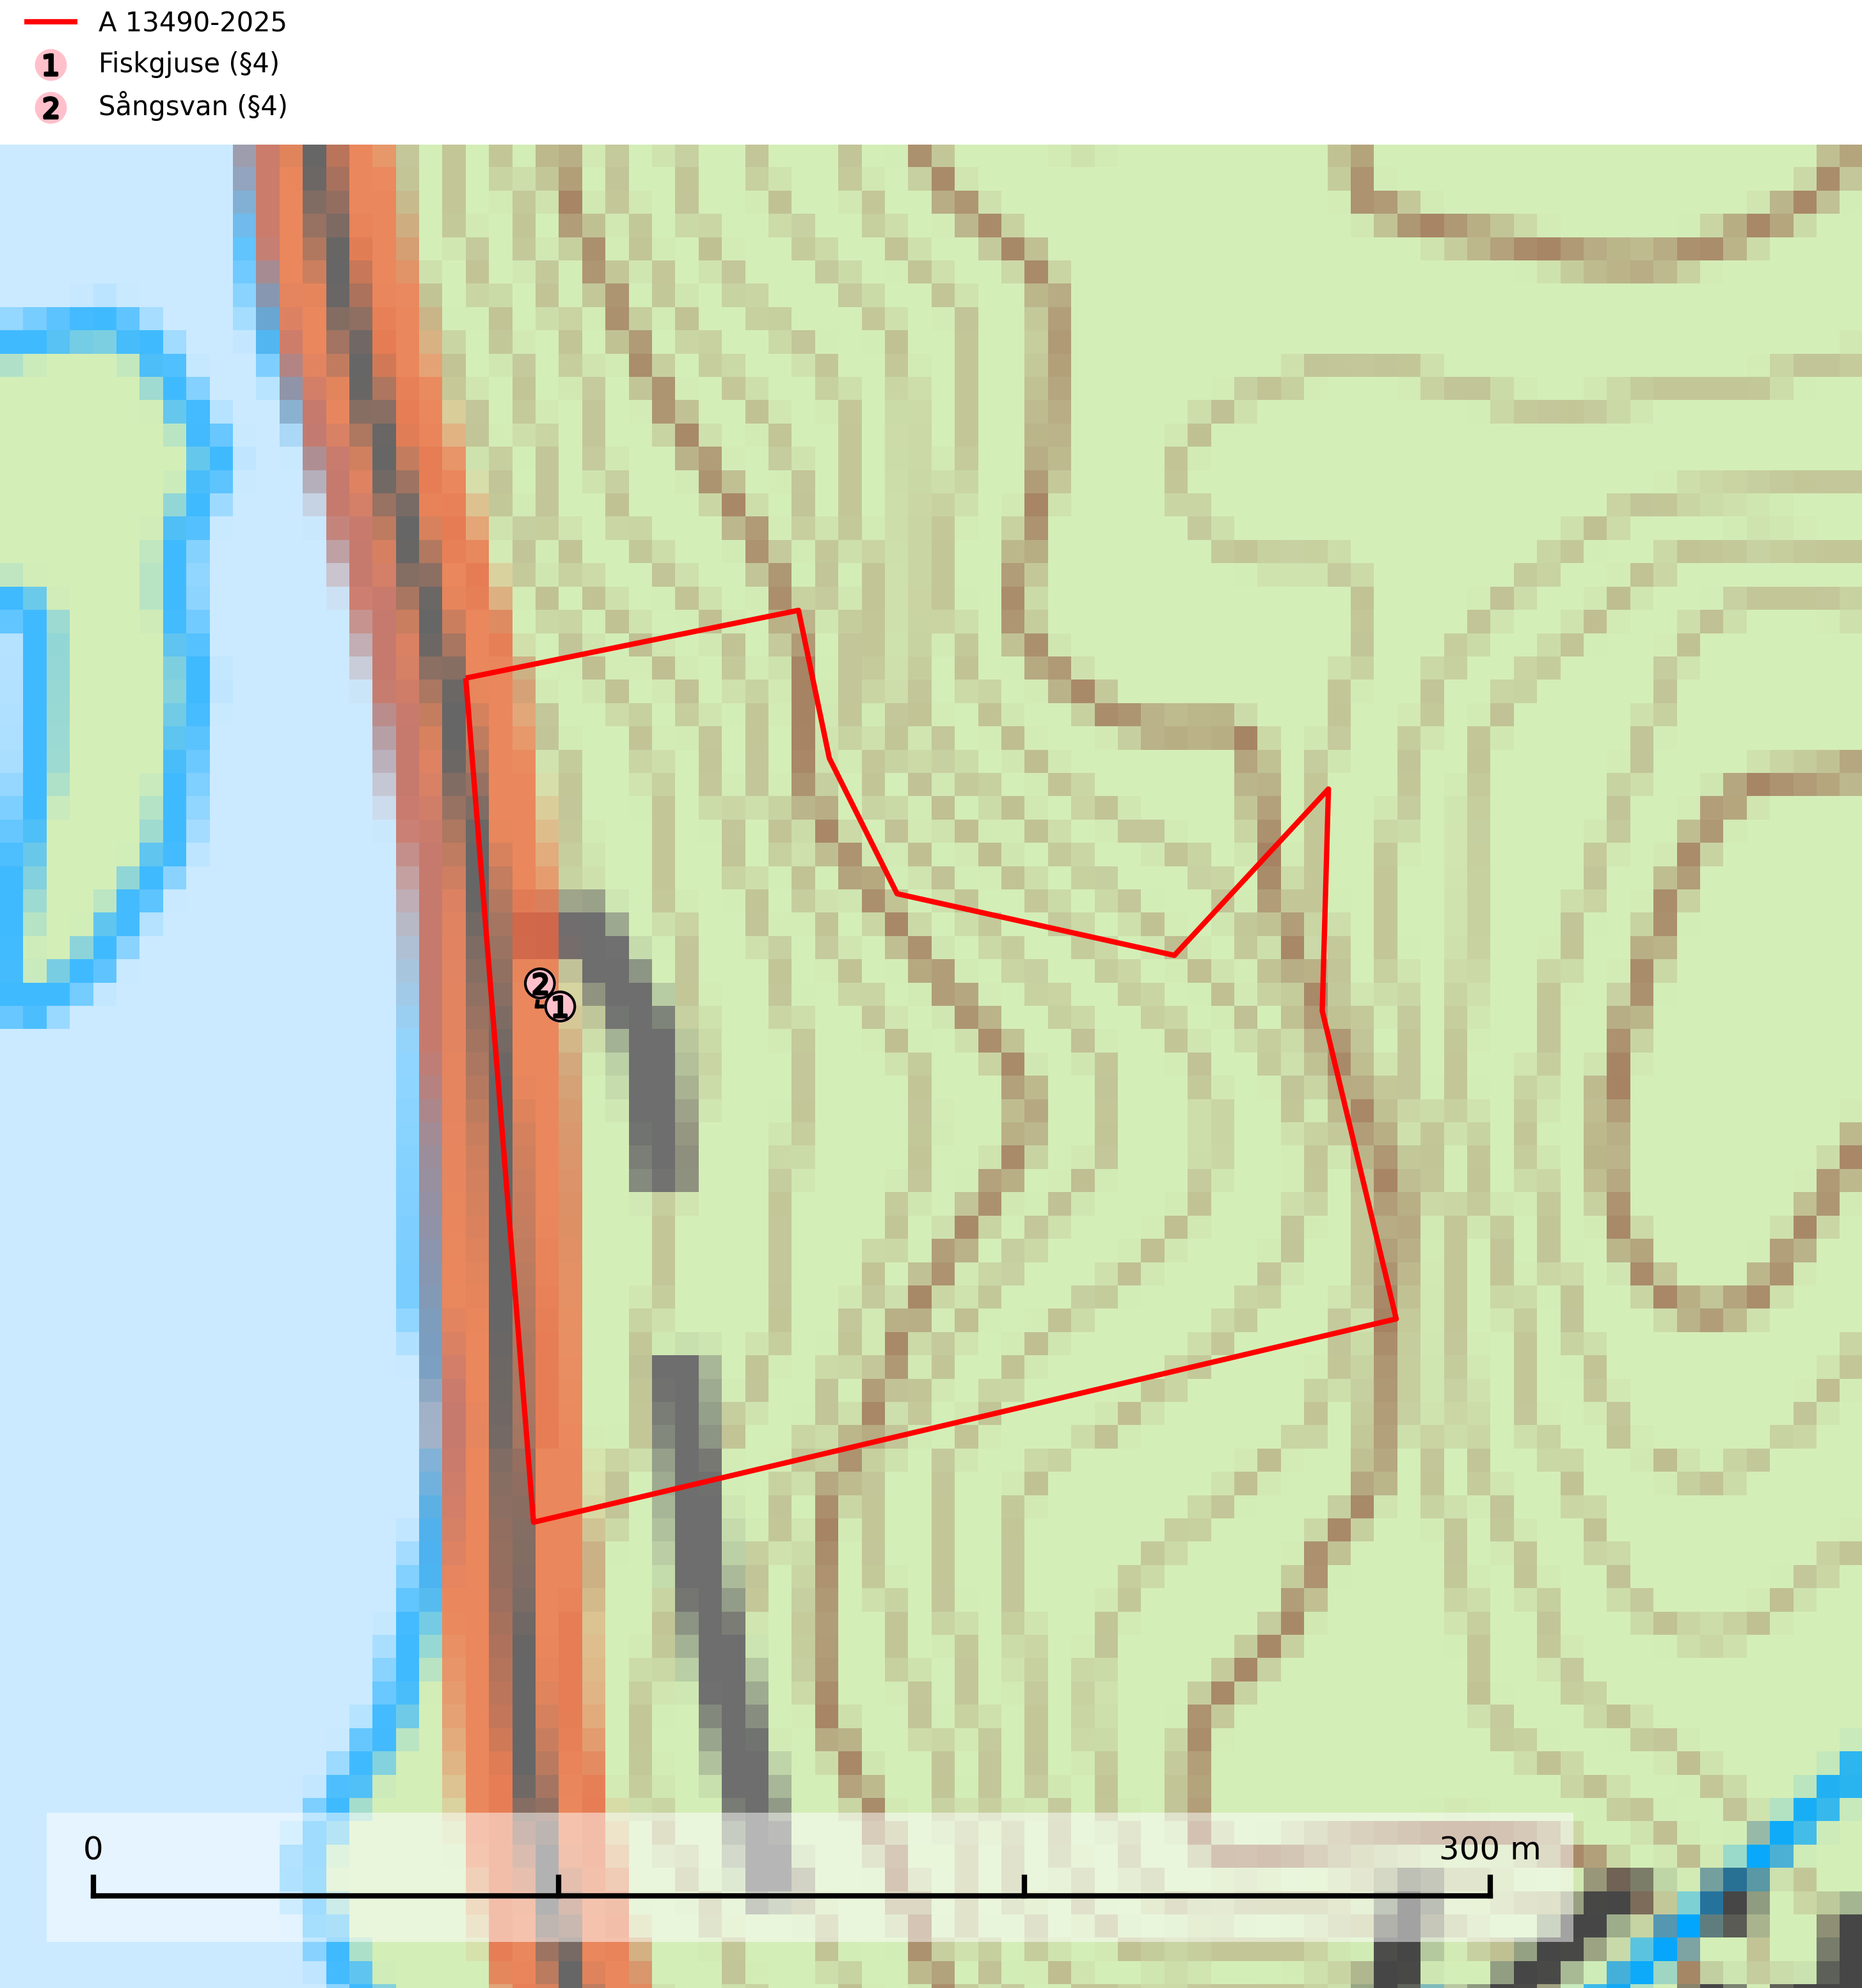 A 13490-2025
1 Fiskgjuse (§4)
2 Sångsvan (§4)
2
1
0 300 m